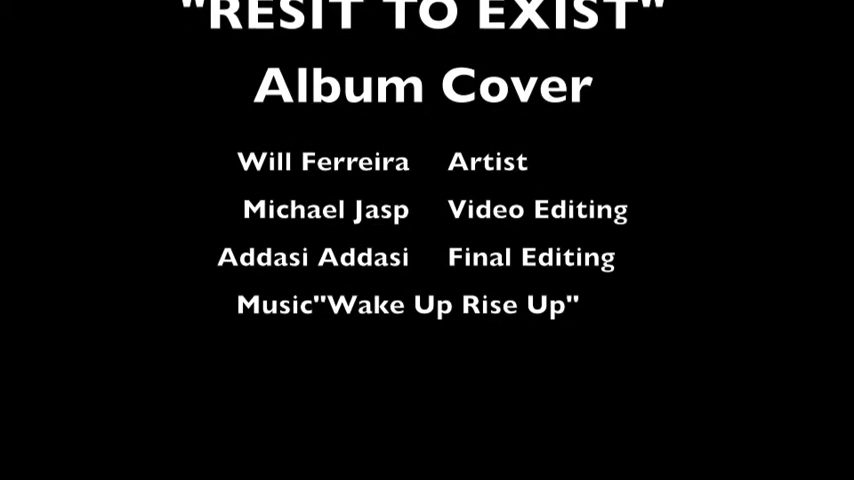 "RESIT TO EXIST"
Album Cover
Will Ferreira Artist
Michael Jasp Video Editing
Addasi Addasi Final Editing
Music"Wake Up Rise Up"